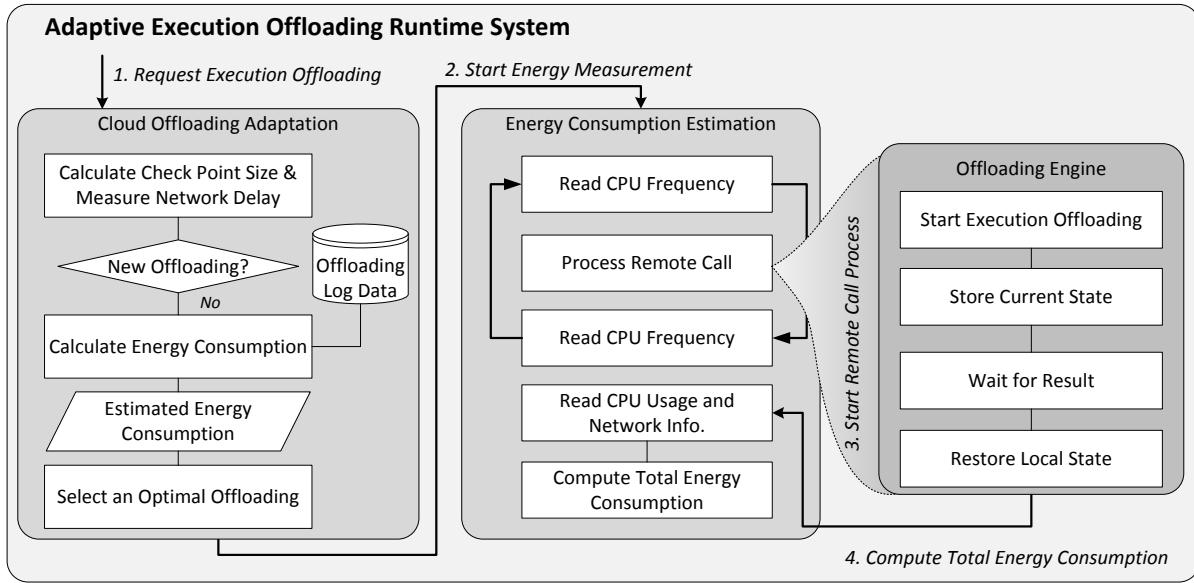 Adaptive Execution Offloading Runtime System
1. Request Execution Offloading
2. Start Energy Measurement
Cloud Offloading Adaptation
Calculate Check Point Size &
Measure Network Delay
New Offloading?
Offloading
Log Data
No
Calculate Energy Consumption
Estimated Energy
Consumption
Select an Optimal Offloading
Energy Consumption Estimation
Read CPU Frequency
Process Remote Call
Read CPU Frequency
Read CPU Usage and
Network Info.
Compute Total Energy
Consumption
3. Start Remote Call Process
Offloading Engine
Start Execution Offloading
Store Current State
Wait for Result
Restore Local State
4. Compute Total Energy Consumption